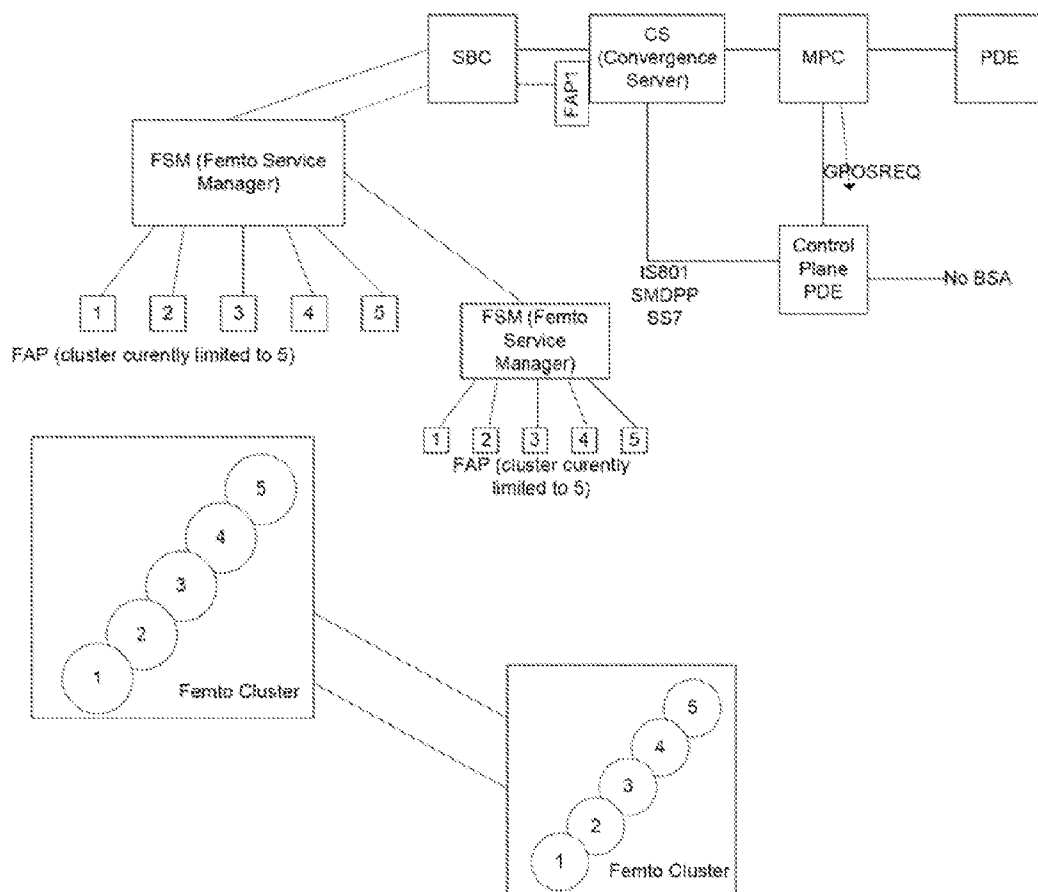 SBC
CS
(Convergence
Server)
MPC
PDE
FAP1
FSM (Femto Service
Manager)
GPOSREQ
Control
Plane
PDE
No BSA
IS801
SMDPP
SS7
1 2 3 4 5
FAP (cluster curently limited to 5)
FSM (Femto
Service
Manager)
1 2 3 4 5
FAP (cluster curently
limited to 5)
5
4
3
2
1
Femto Cluster
5
4
3
2
1
Femto Cluster